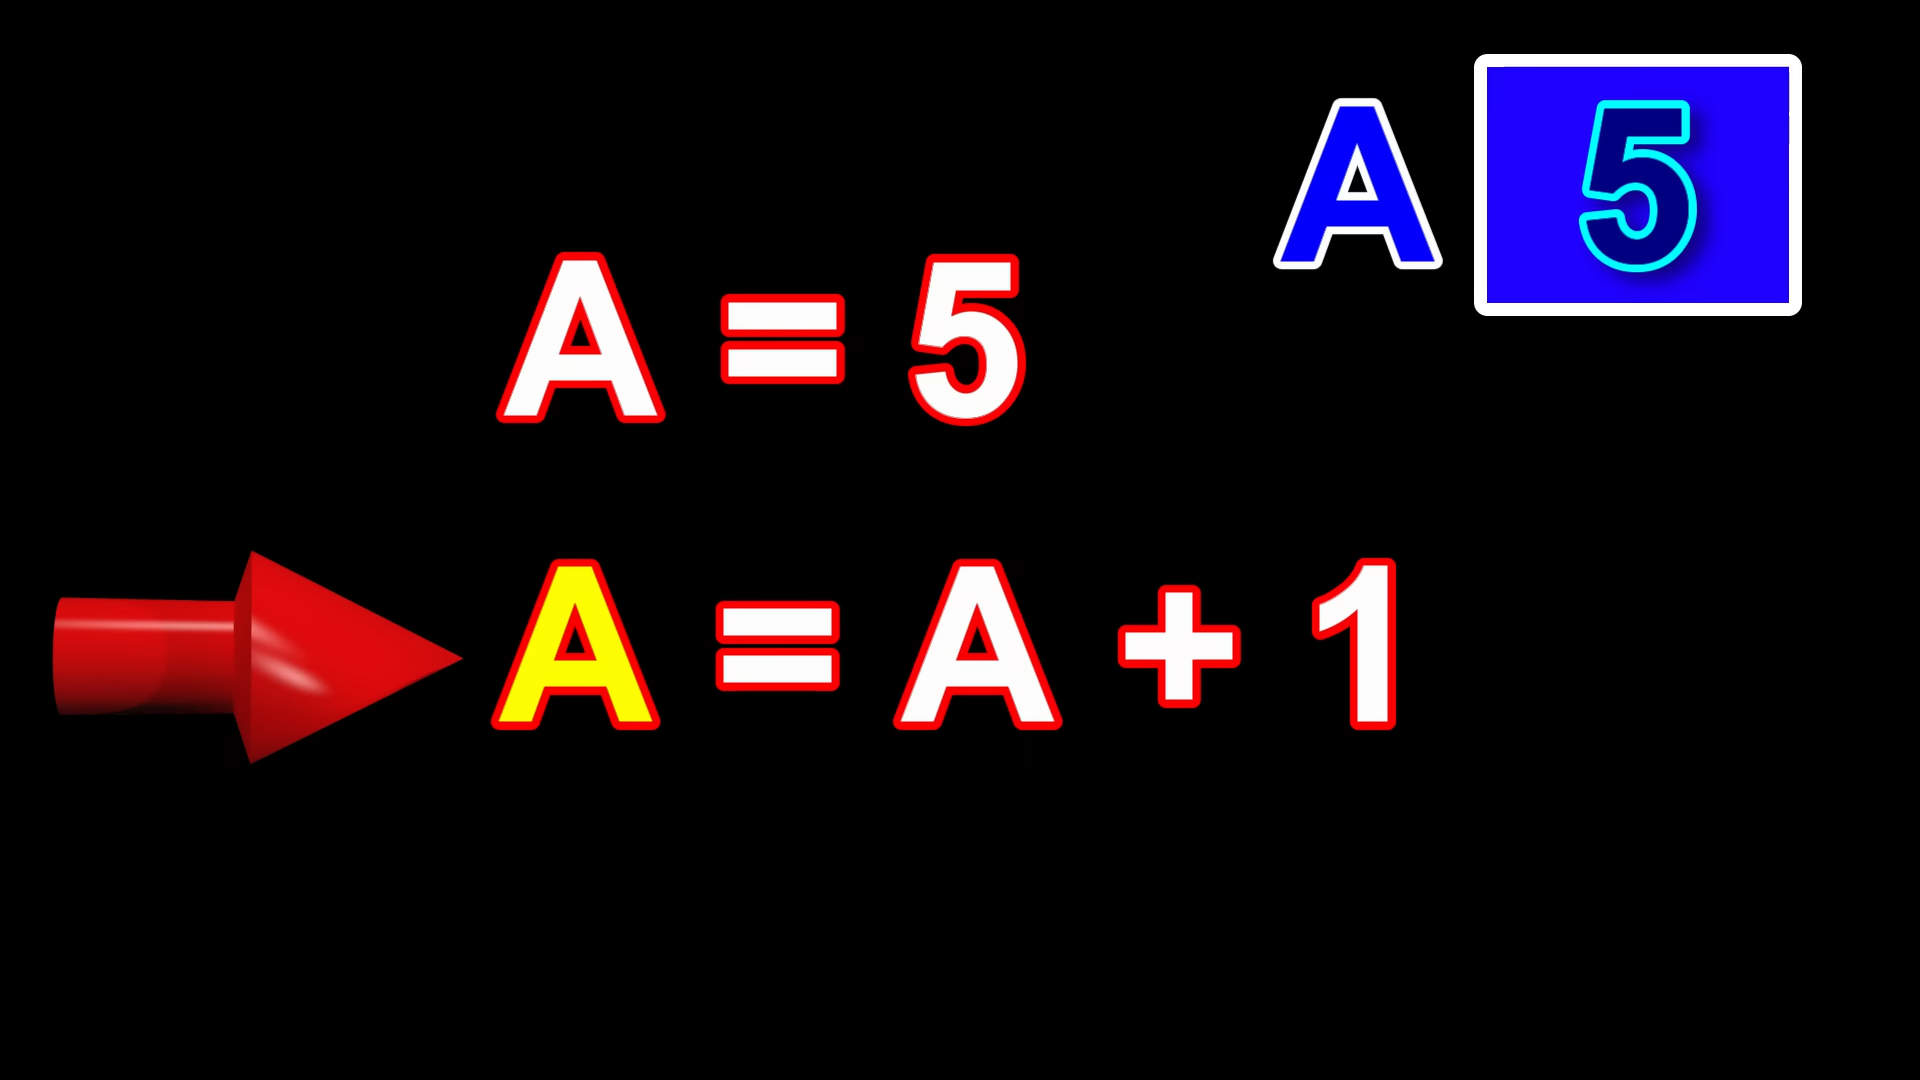 A 5
A = 5
A = A + 1